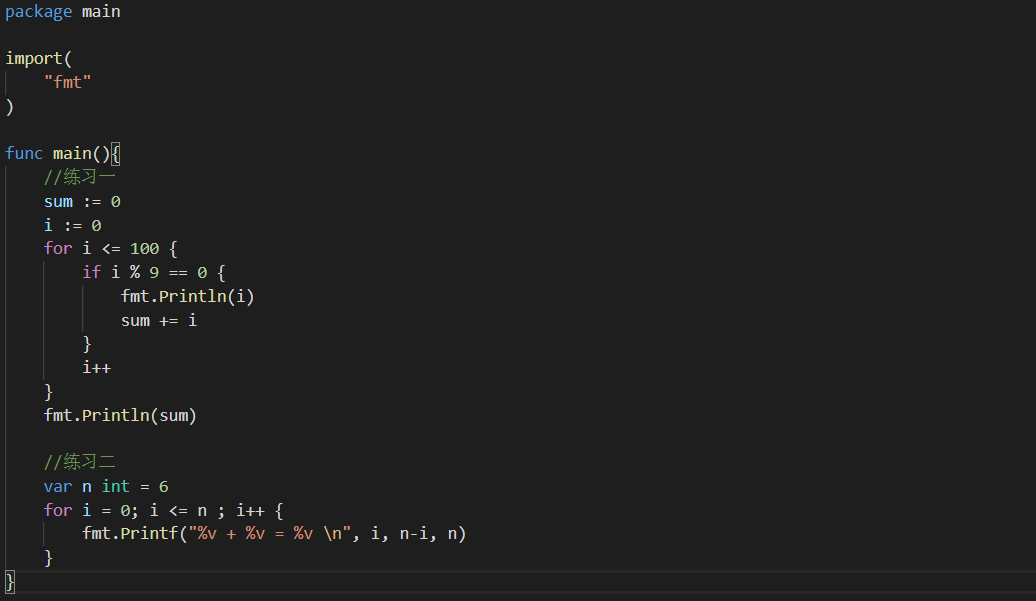 package main
import(
    "fmt"
)
func main(){
    //练习一
    sum := 0
    i := 0
    for i <= 100 {
        if i % 9 == 0 {
            fmt.Println(i)
            sum += i
        }
        i++
    }
    fmt.Println(sum)
    //练习二
    var n int = 6
    for i = 0; i <= n ; i++ {
        fmt.Printf("%v + %v = %v \n", i, n-i, n)
    }
}